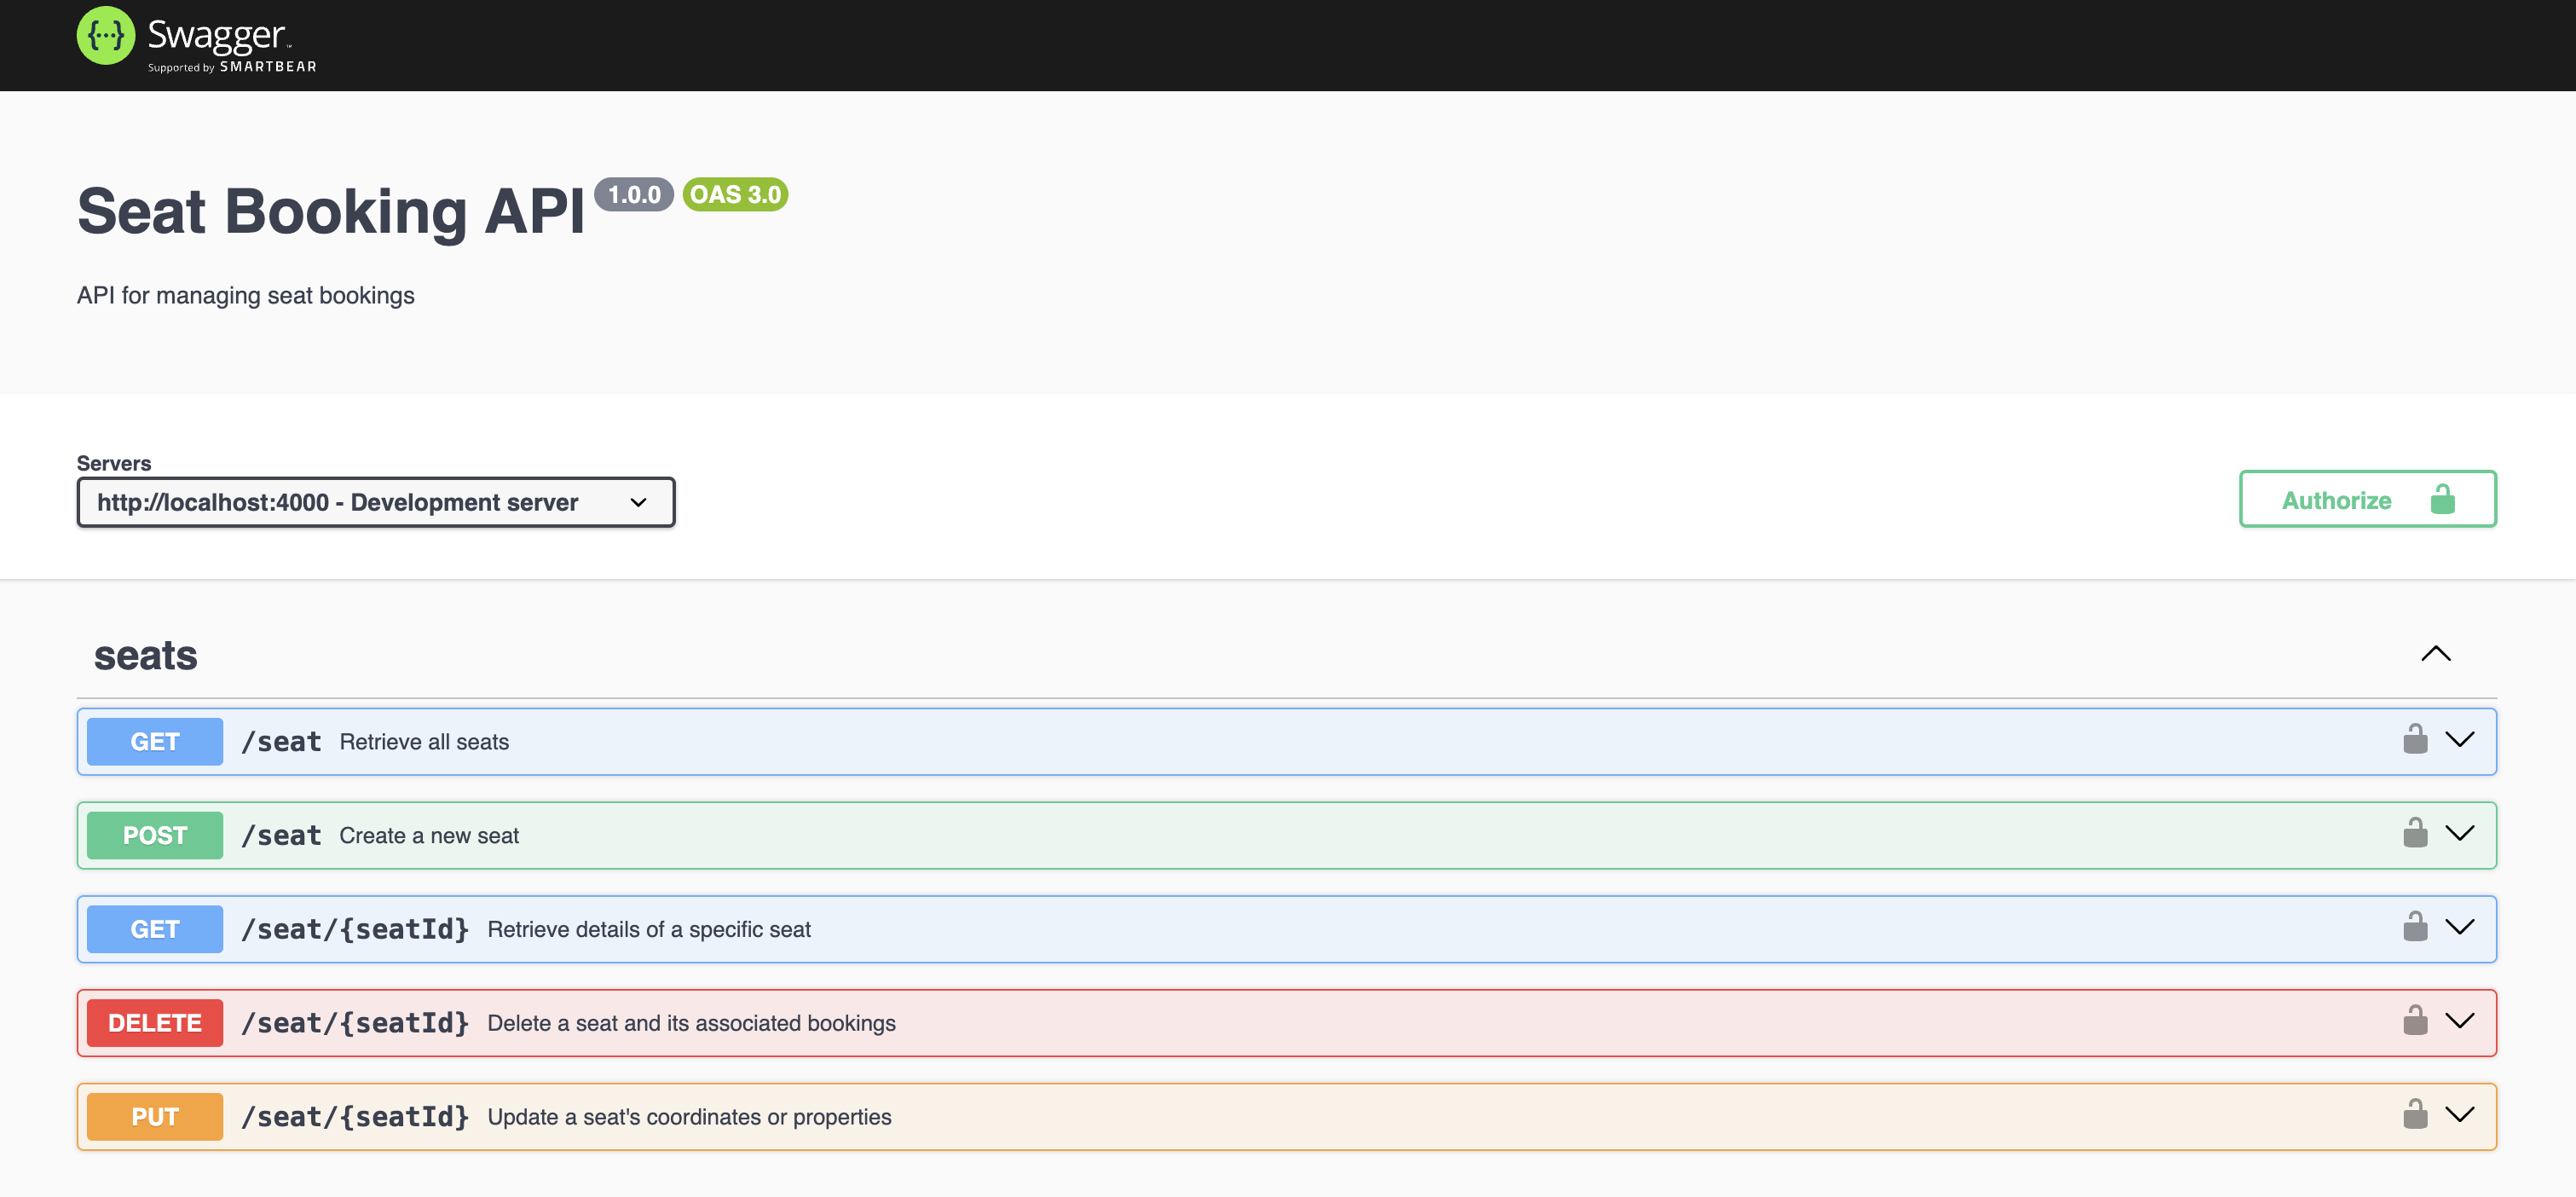 {···} Swagger™
Supported by SMARTBEAR
Seat Booking API 1.0.0 OAS 3.0
API for managing seat bookings
Servers
http://localhost:4000 - Development server
Authorize
seats
GET /seat Retrieve all seats
POST /seat Create a new seat
GET /seat/{seatId} Retrieve details of a specific seat
DELETE /seat/{seatId} Delete a seat and its associated bookings
PUT /seat/{seatId} Update a seat's coordinates or properties